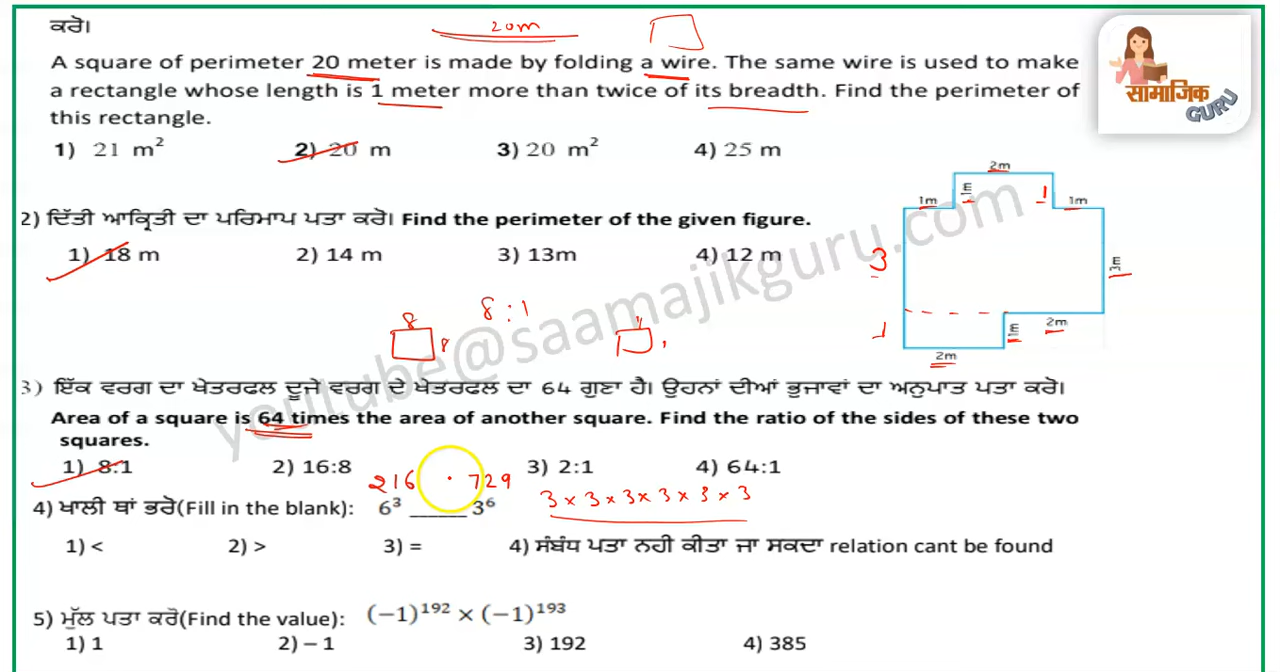 ਕਰੋ।
20m
A square of perimeter 20 meter is made by folding a wire. The same wire is used to make
a rectangle whose length is 1 meter more than twice of its breadth. Find the perimeter of
this rectangle.
1) 21 m² 2) 20 m 3) 20 m² 4) 25 m
सामाजिक
GURU
2) ਦਿੱਤੀ ਆਕ੍ਰਿਤੀ ਦਾ ਪਰਿਮਾਪ ਪਤਾ ਕਰੋ। Find the perimeter of the given figure.
1) 18 m 2) 14 m 3) 13m 4) 12 m
2m
1m 1m 1 1m
3 3m
1 1m 2m
2m
8 8 8:1 1 1
youtube@saamajikguru.com
3) ਇੱਕ ਵਰਗ ਦਾ ਖੇਤਰਫਲ ਦੂਜੇ ਵਰਗ ਦੇ ਖੇਤਰਫਲ ਦਾ 64 ਗੁਣਾ ਹੈ। ਉਹਨਾਂ ਦੀਆਂ ਭੁਜਾਵਾਂ ਦਾ ਅਨੁਪਾਤ ਪਤਾ ਕਰੋ।
Area of a square is 64 times the area of another square. Find the ratio of the sides of these two
squares.
1) 8:1 2) 16:8 3) 2:1 4) 64:1
216 729
4) ਖਾਲੀ ਥਾਂ ਭਰੋ(Fill in the blank): 6³ ______ 3⁶ 3 × 3 × 3 × 3 × 3 × 3
1) < 2) > 3) = 4) ਸੰਬੰਧ ਪਤਾ ਨਹੀ ਕੀਤਾ ਜਾ ਸਕਦਾ relation cant be found
5) ਮੁੱਲ ਪਤਾ ਕਰੋ(Find the value): (−1)¹⁹² × (−1)¹⁹³
1) 1 2) − 1 3) 192 4) 385